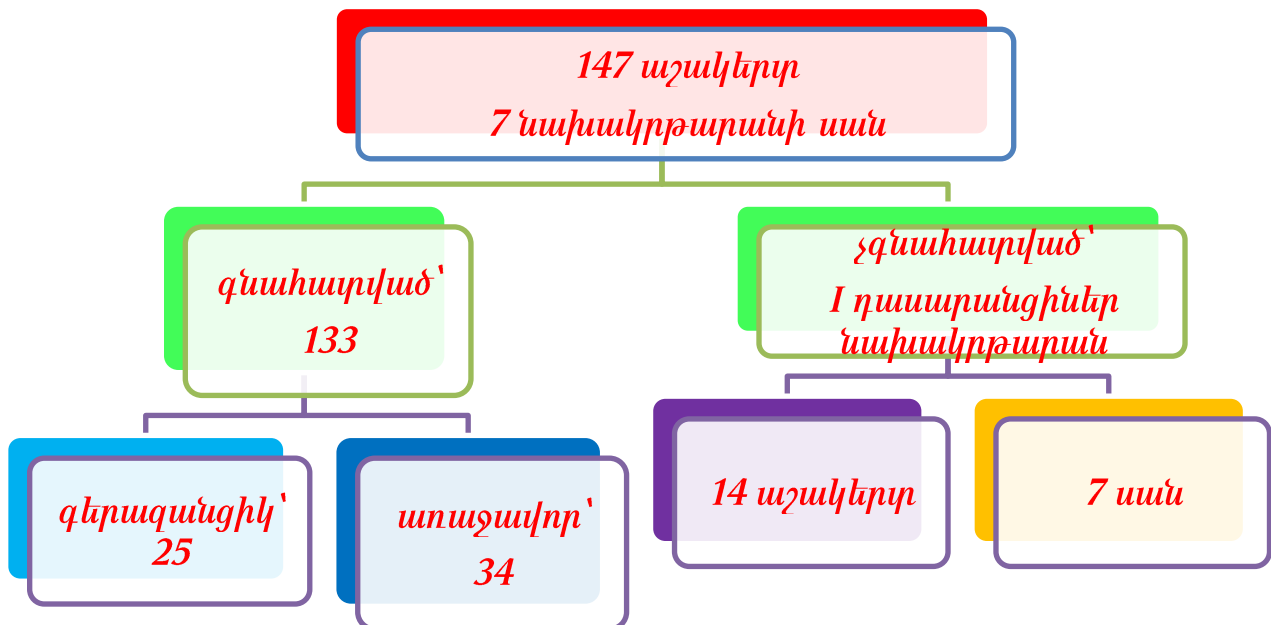 147 աշակերտ
7 նախակրթարանի սան
գնահատված՝
133
չգնահատված՝
I դասարանցիներ
նախակրթարան
գերազանցիկ՝
25
առաջավոր՝
34
14 աշակերտ
7 սան